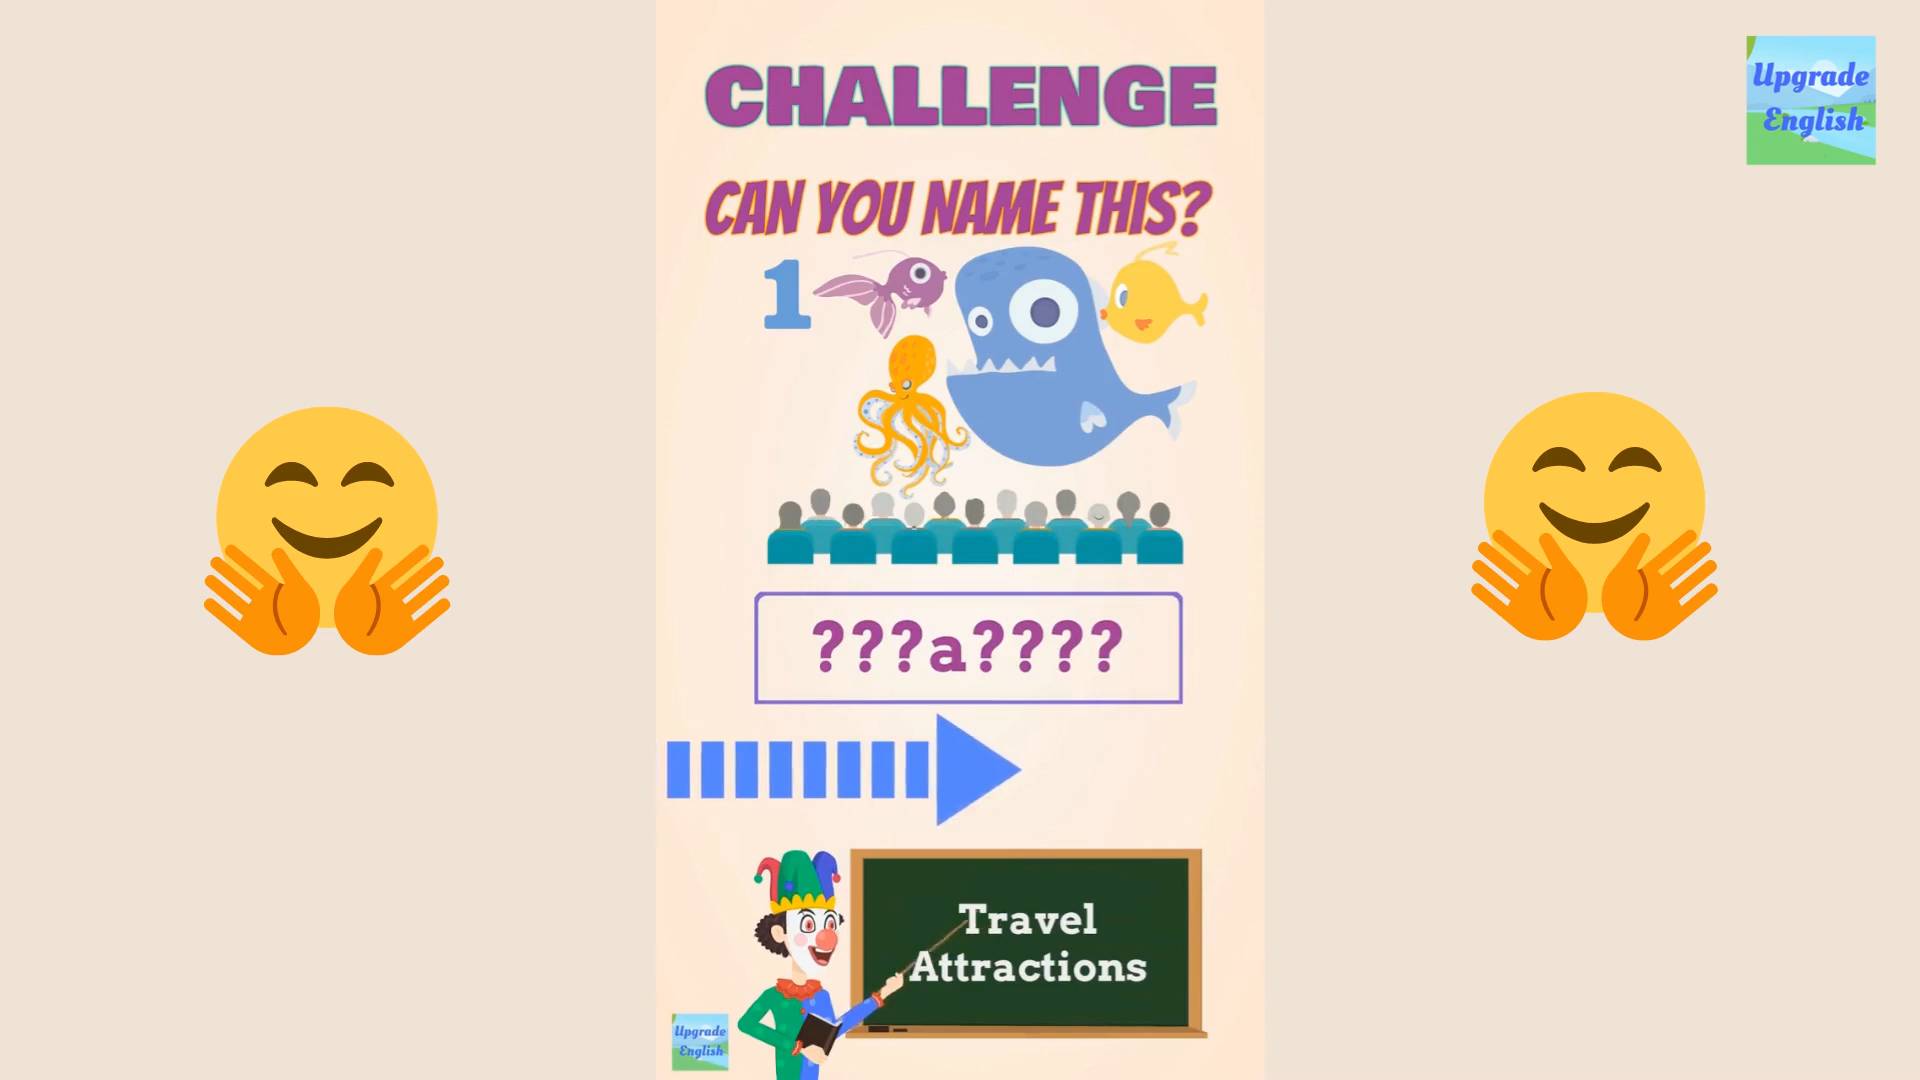 CHALLENGE
CAN YOU NAME THIS?
1
???a????
Travel
Attractions
Upgrade
English
Upgrade
English